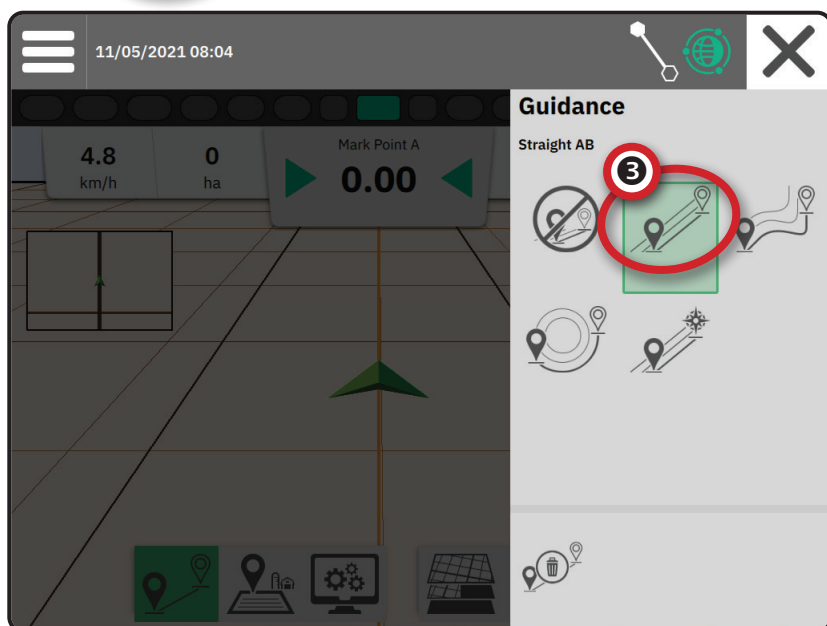 11/05/2021 08:04
Guidance
Straight AB
3
4.8
km/h
0
ha
Mark Point A
0.00